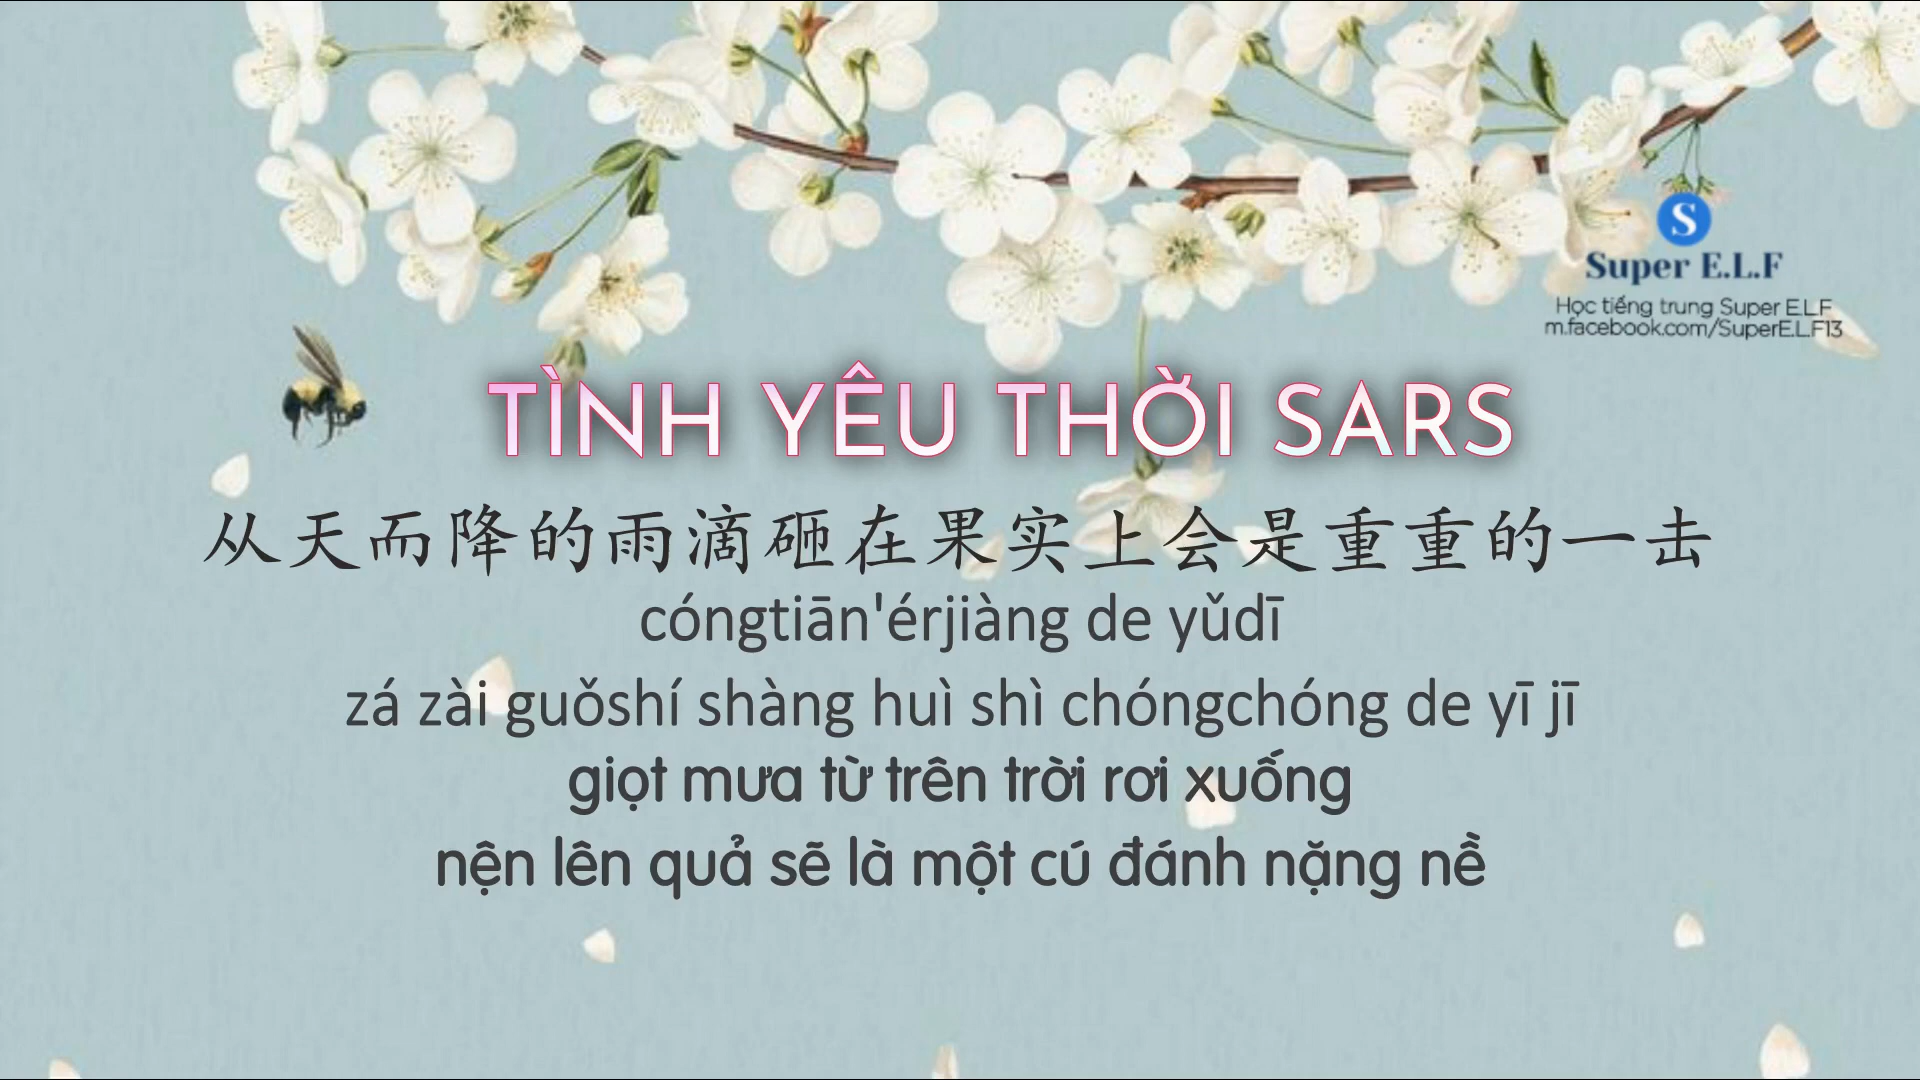 S
Super E.L.F
Học tiếng trung Super E.L.F
m.facebook.com/SuperE.L.F13
TÌNH YÊU THỜI SARS
从天而降的雨滴砸在果实上会是重重的一击
cóngtiān'érjiàng de yǔdī
zá zài guǒshí shàng huì shì chóngchóng de yī jī
giọt mưa từ trên trời rơi xuống
nện lên quả sẽ là một cú đánh nặng nề